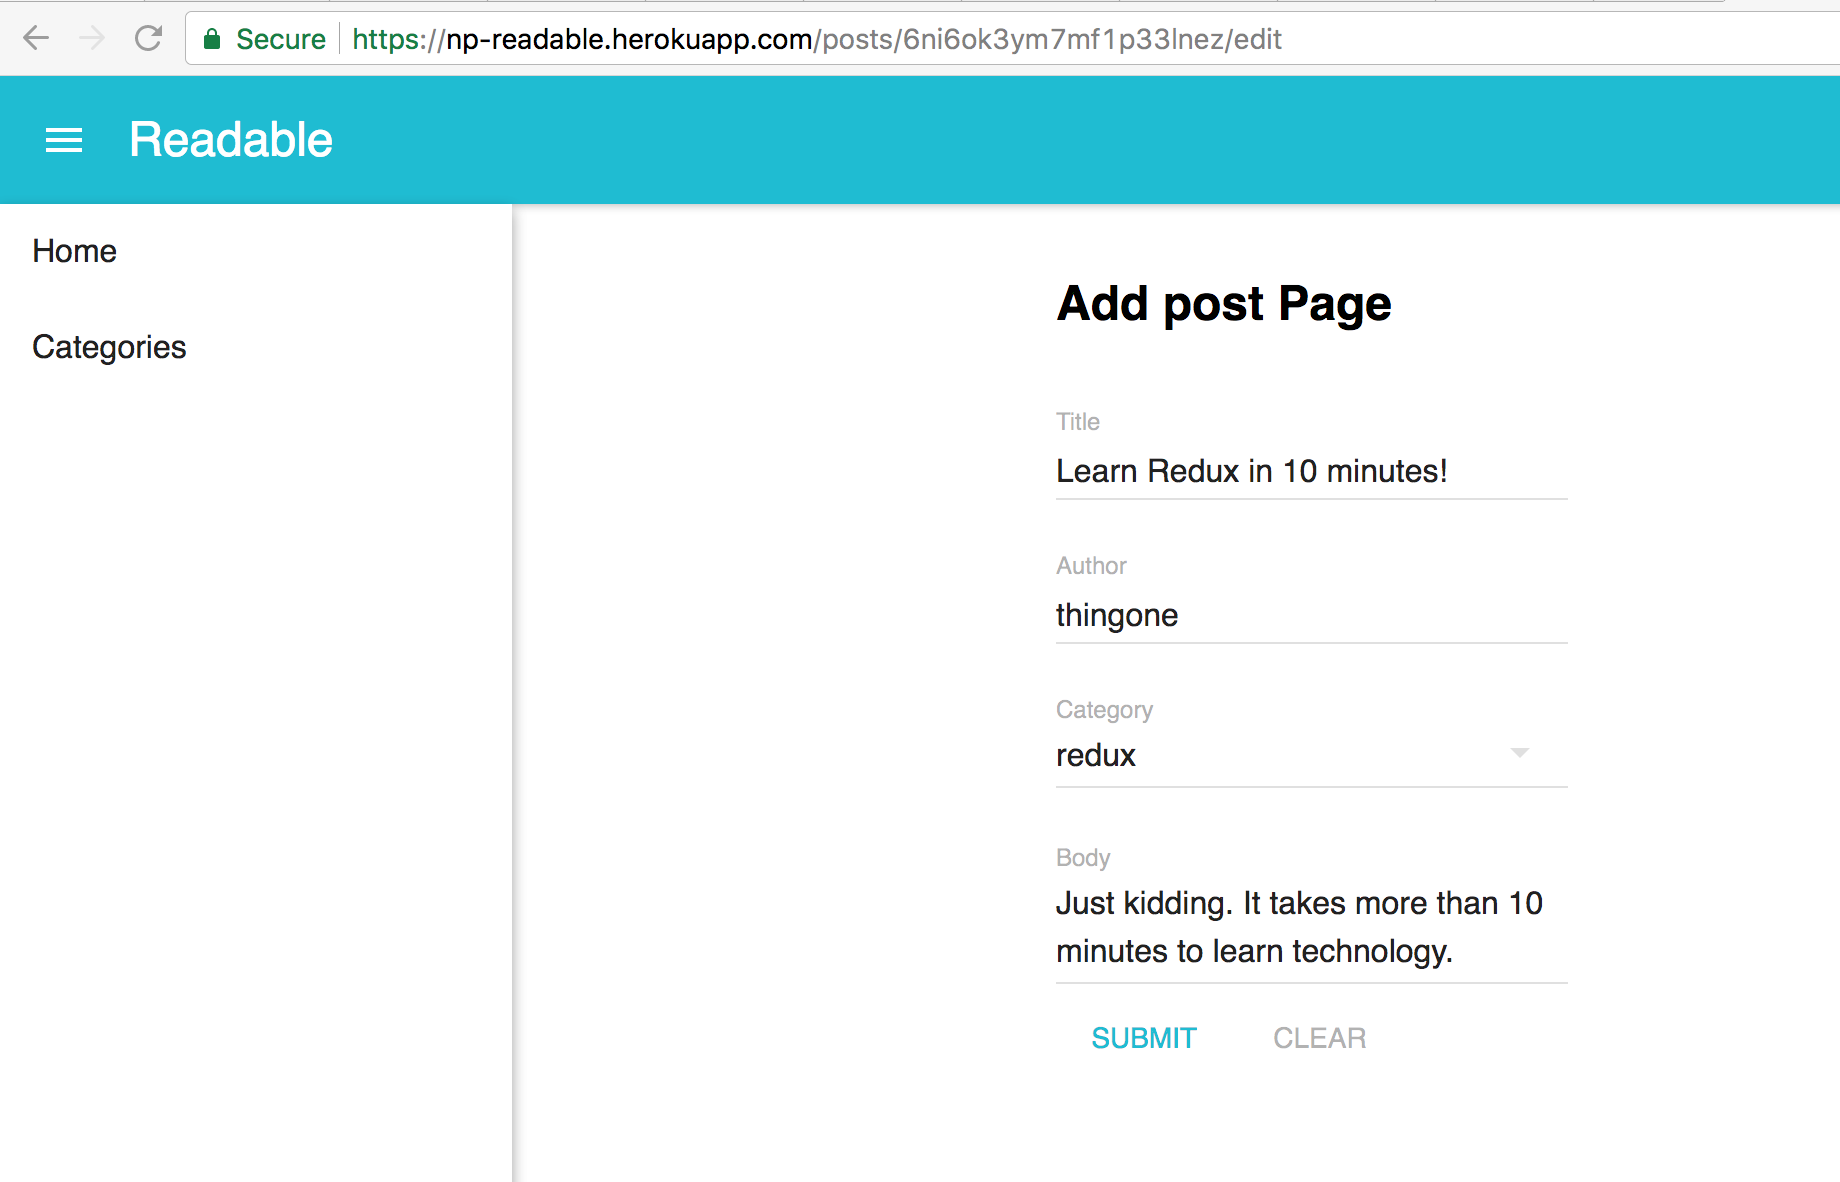 Secure https://np-readable.herokuapp.com/posts/6ni6ok3ym7mf1p33lnez/edit
Readable
Home
Categories
Add post Page
Title
Learn Redux in 10 minutes!
Author
thingone
Category
redux
Body
Just kidding. It takes more than 10
minutes to learn technology.
SUBMIT CLEAR